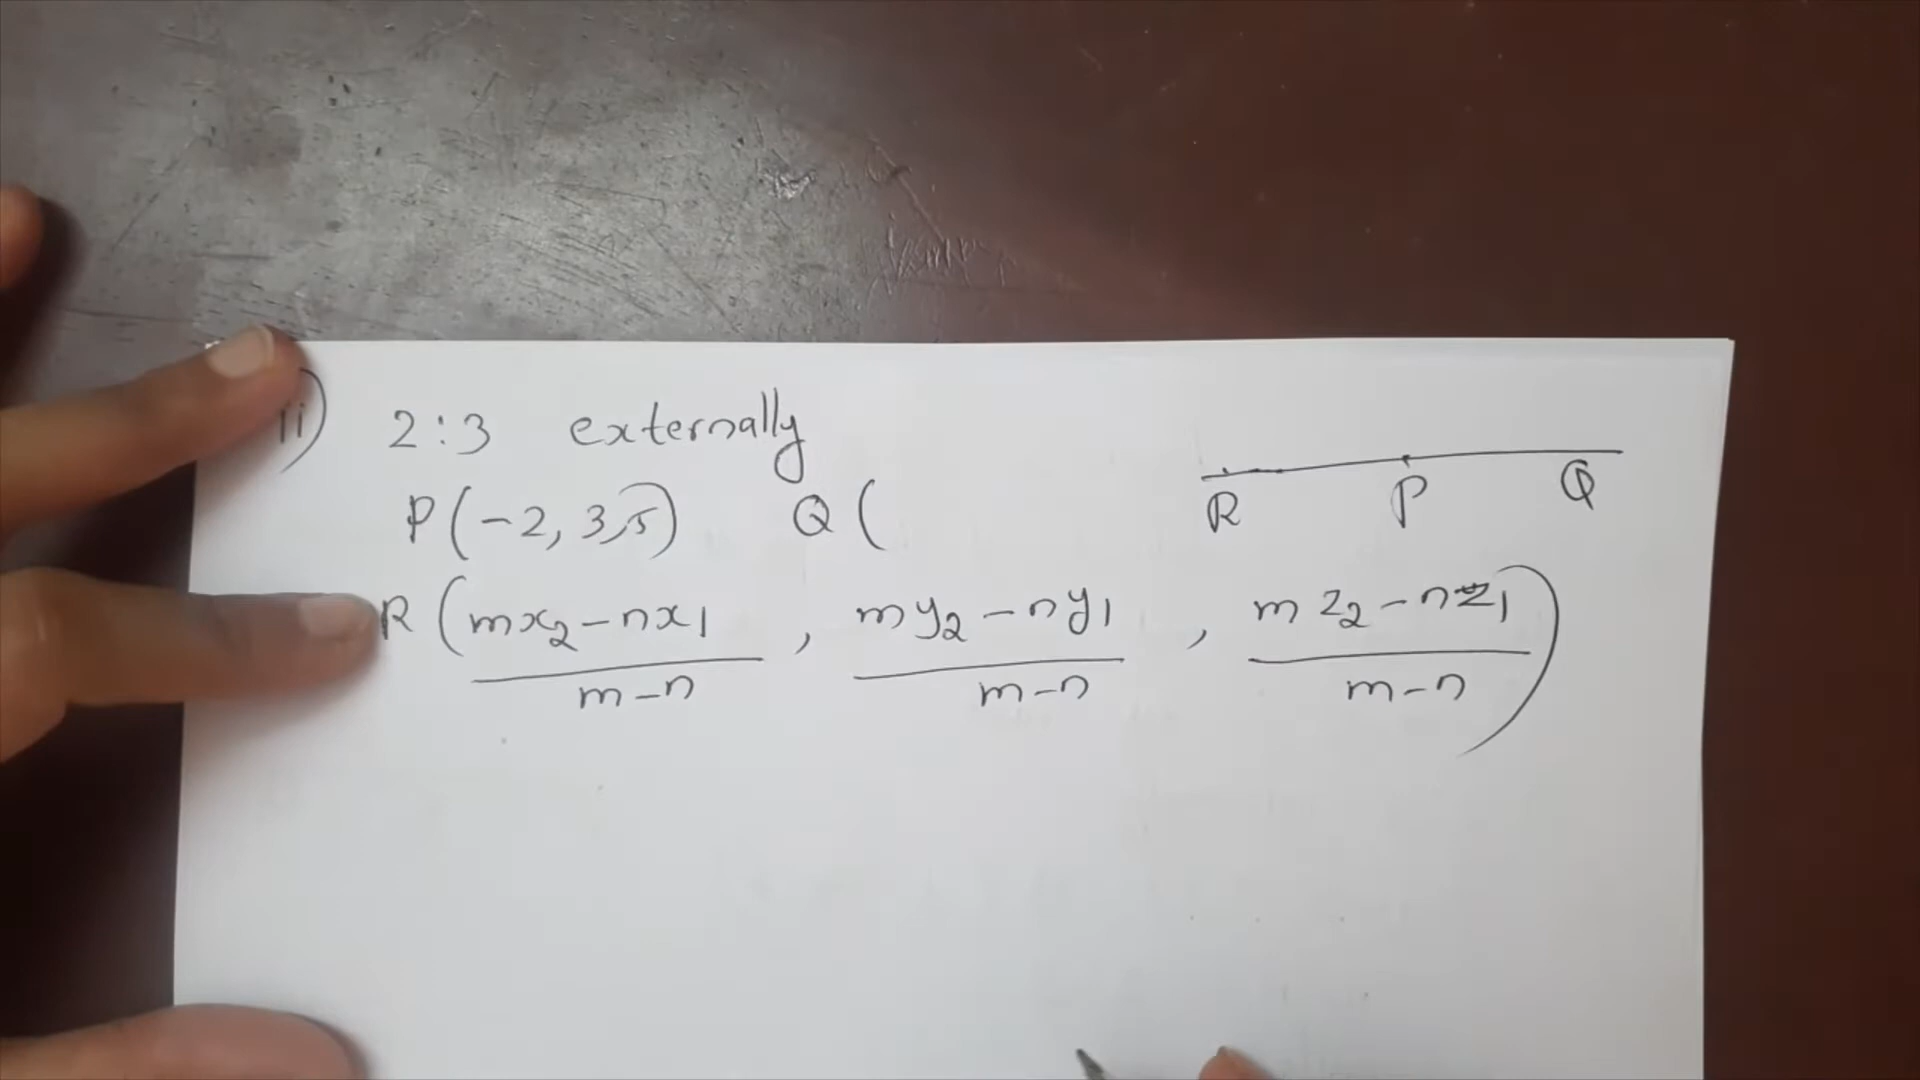 ii) 2:3 externally
P(-2, 3, 5) Q(
R P Q
R (mx₂-nx₁/m-n, my₂-ny₁/m-n, mz₂-nz₁/m-n)